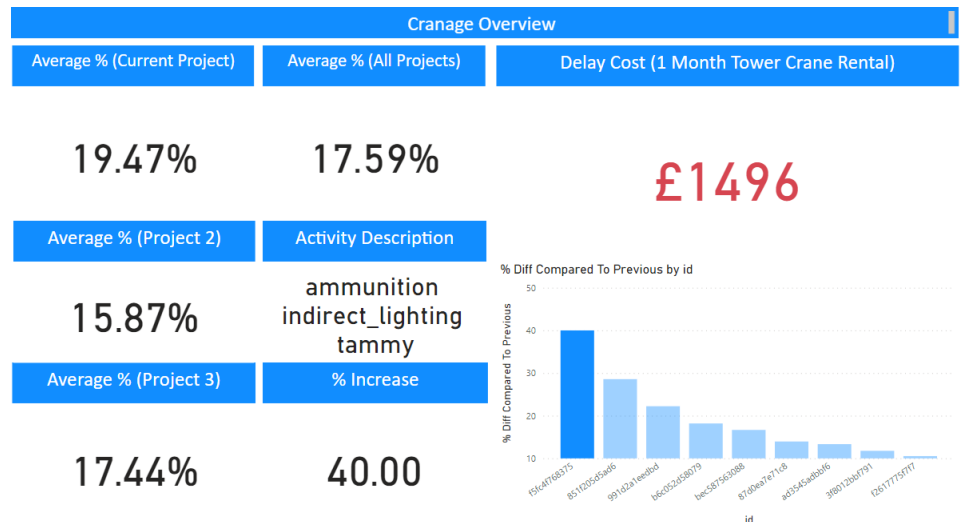 Cranage Overview
Average % (Current Project)
Average % (All Projects)
Delay Cost (1 Month Tower Crane Rental)
19.47%
17.59%
£1496
Average % (Project 2)
Activity Description
15.87%
ammunition
indirect_lighting
tammy
Average % (Project 3)
% Increase
17.44%
40.00
% Diff Compared To Previous by id
% Diff Compared To Previous
50
40
30
20
10
f5fc4f768375
851f205d5ad6
991d2a1eedbd
b6c052d58079
bec587563088
87d0ea7e71c8
ad3545adbbf6
3f8012bbf791
f2617775f7f7
id